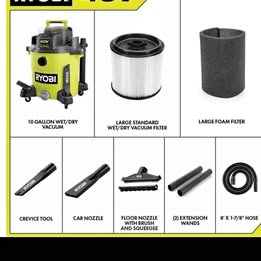 RYOBI
10 GALLON WET/DRY
VACUUM
LARGE STANDARD
WET/DRY VACUUM FILTER
LARGE FOAM FILTER
CREVICE TOOL
CAR NOZZLE
FLOOR NOZZLE
WITH BRUSH
AND SQUEEGEE
(2) EXTENSION
WANDS
8' X 1-7/8" HOSE